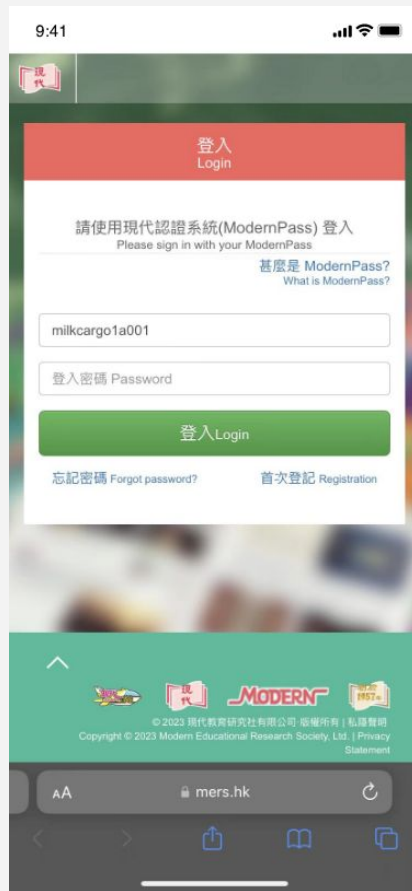 9:41
現代
登入
Login
請使用現代認證系統(ModernPass) 登入
Please sign in with your ModernPass
甚麼是 ModernPass?
What is ModernPass?
milkcargo1a001
登入密碼 Password
登入Login
忘記密碼 Forgot password? 首次登記 Registration
現代 MODERN
© 2023 現代教育研究社有限公司·版權所有 | 私隱聲明
Copyright © 2023 Modern Educational Research Society, Ltd. | Privacy
Statement
AA mers.hk